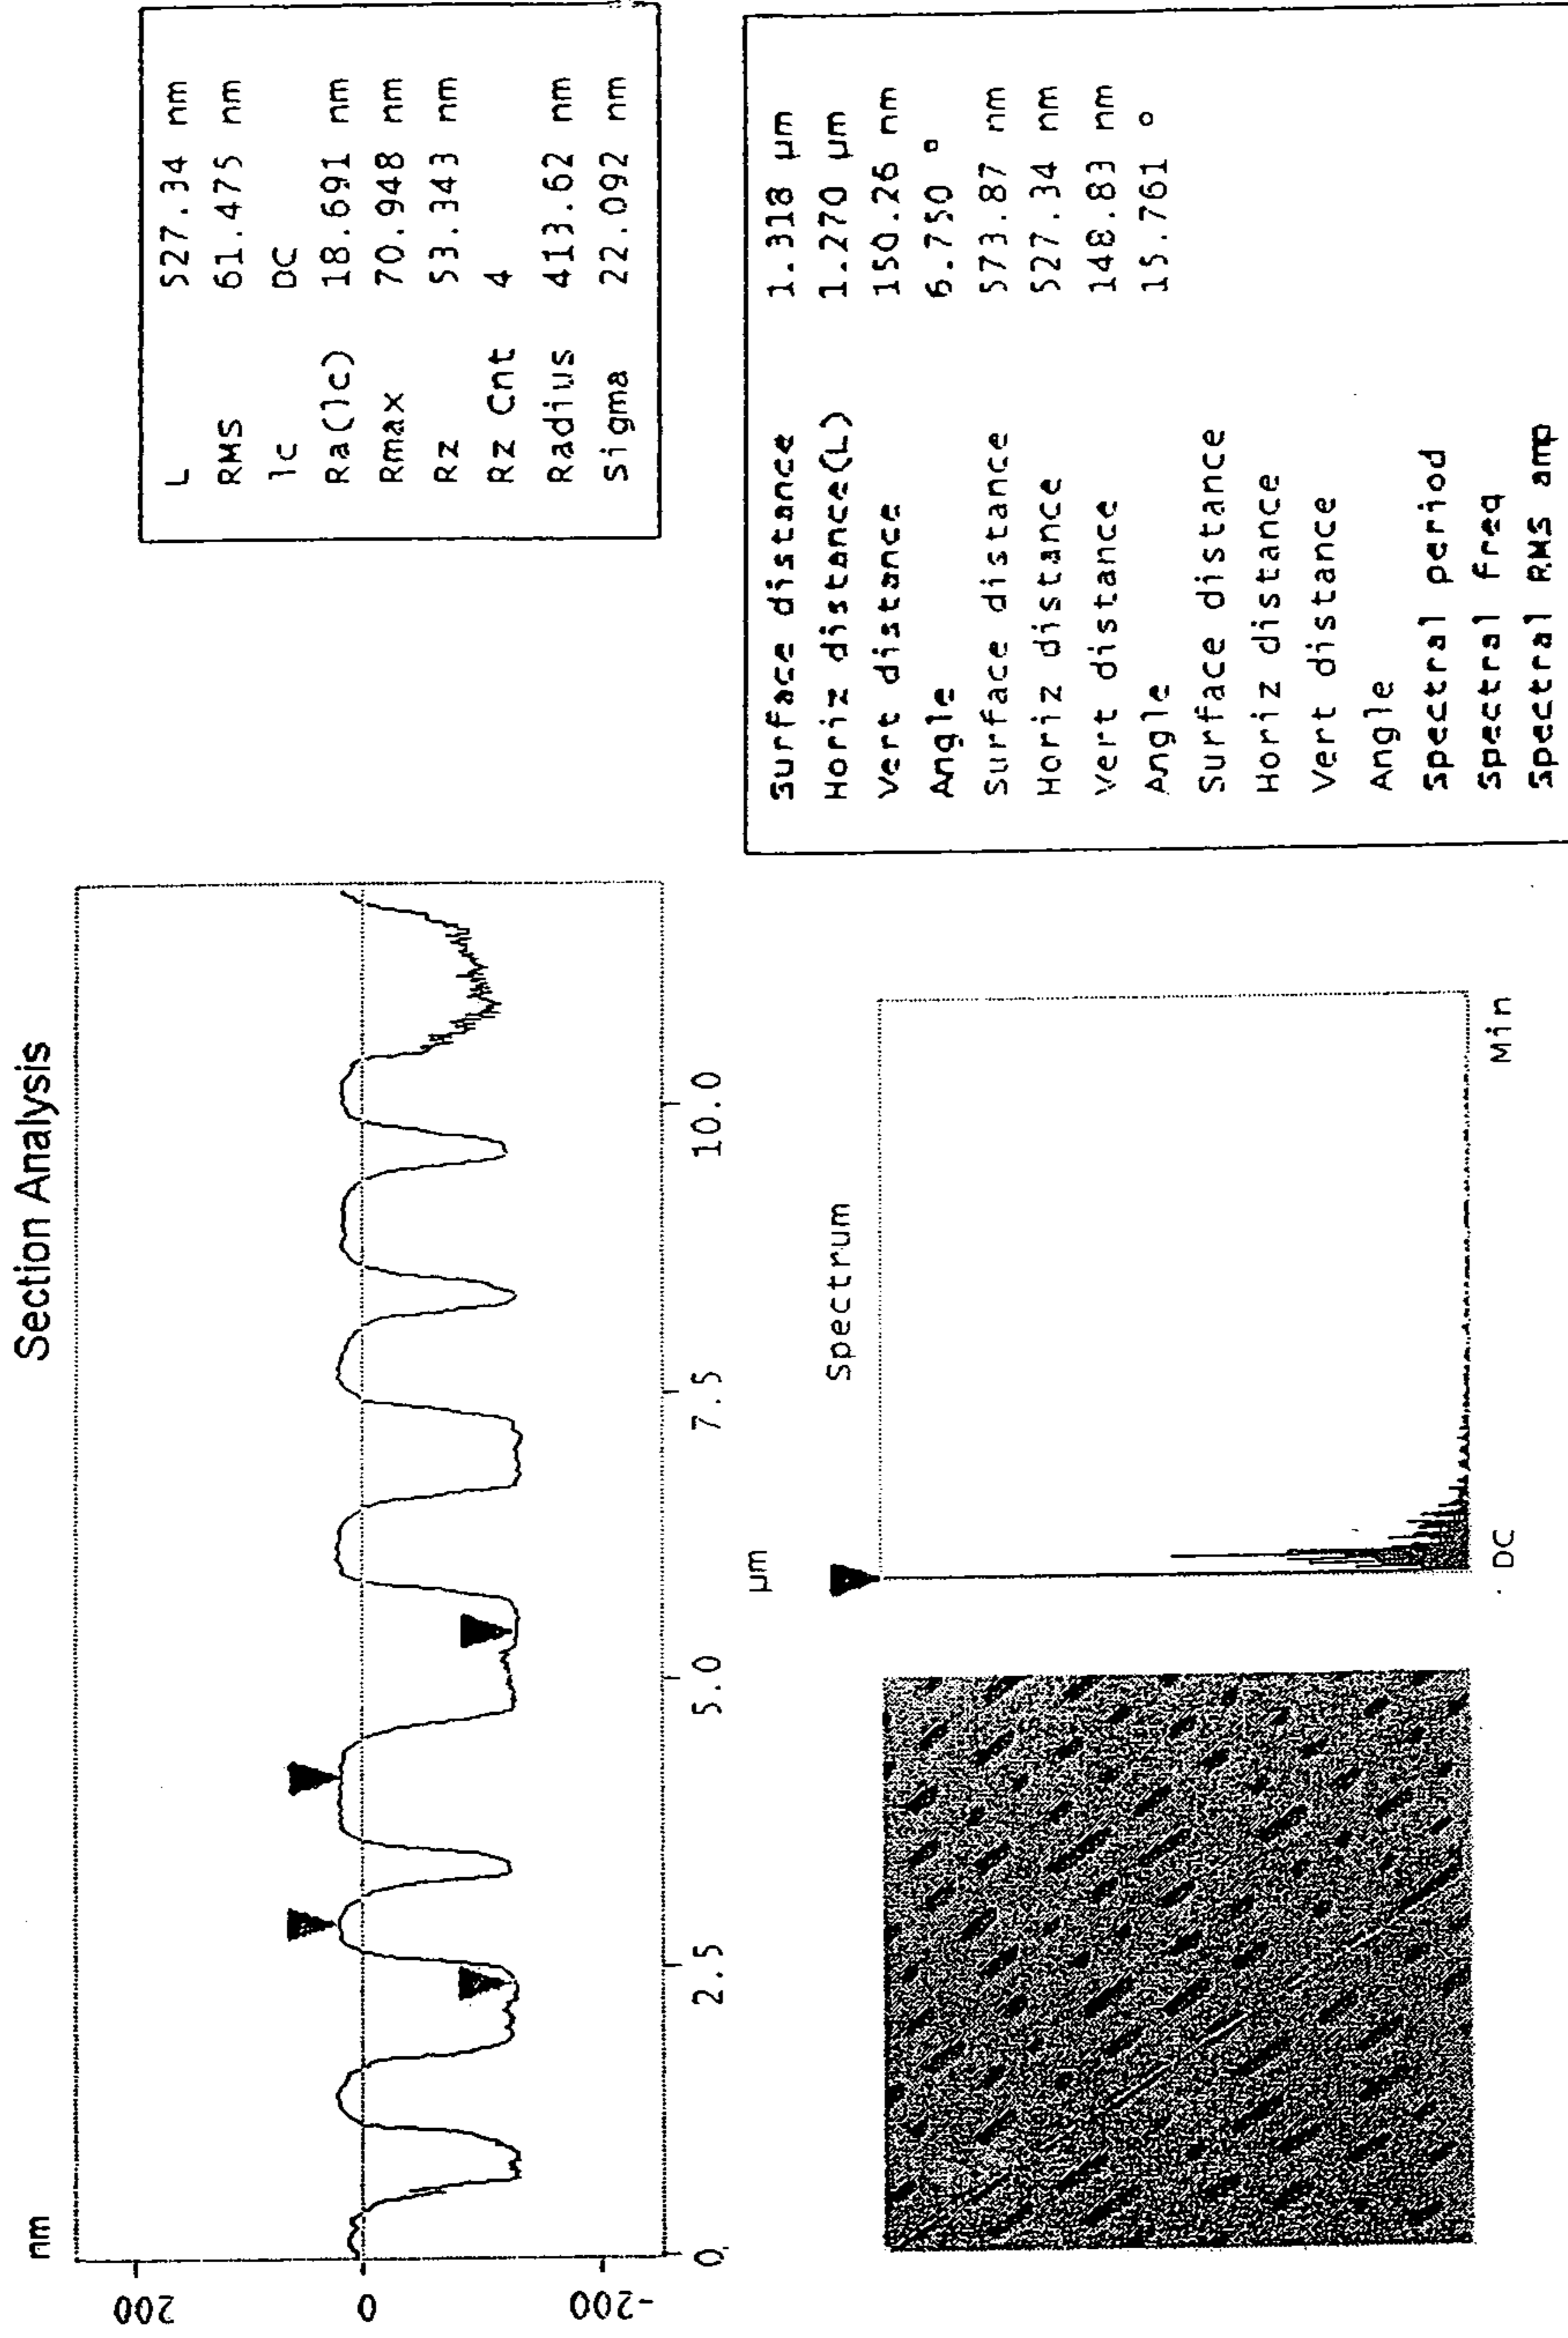 Section Analysis
nm
200
0
-200
0
2.5
5.0
7.5
10.0
µm
L 527.34 nm
RMS 61.475 nm
lc DC
Ra(lc) 18.691 nm
Rmax 70.948 nm
Rz 53.343 nm
Rz Cnt 4
Radius 413.62 nm
Sigma 22.092 nm
Spectrum
DC
Min
Surface distance 1.318 µm
Horiz distance(L) 1.270 µm
Vert distance 150.26 nm
Angle 6.750 °
Surface distance 573.87 nm
Horiz distance 527.34 nm
Vert distance 148.83 nm
Angle 15.761 °
Surface distance
Horiz distance
Vert distance
Angle
Spectral period
Spectral freq
Spectral RMS amp